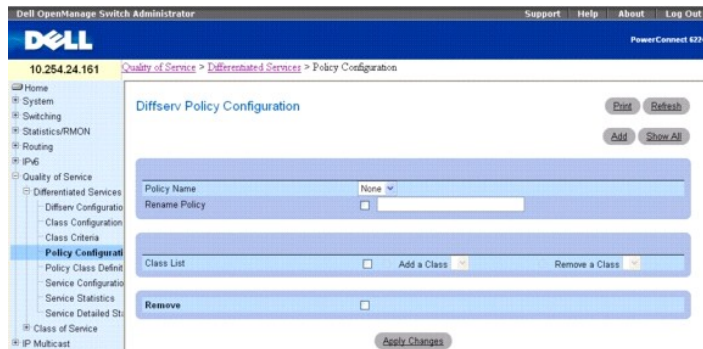 Dell OpenManage Switch Administrator
Support Help About Log Out
DELL
PowerConnect 622
10.254.24.161
Quality of Service > Differentiated Services > Policy Configuration
Home
System
Switching
Statistics/RMON
Routing
IPv6
Quality of Service
Differentiated Services
Diffserv Configuratio
Class Configuration
Class Criteria
Policy Configurati
Policy Class Definit
Service Configuratio
Service Statistics
Service Detailed Sta
Class of Service
IP Multicast
Diffserv Policy Configuration
Print Refresh
Add Show All
Policy Name None
Rename Policy
Class List Add a Class Remove a Class
Remove
Apply Changes